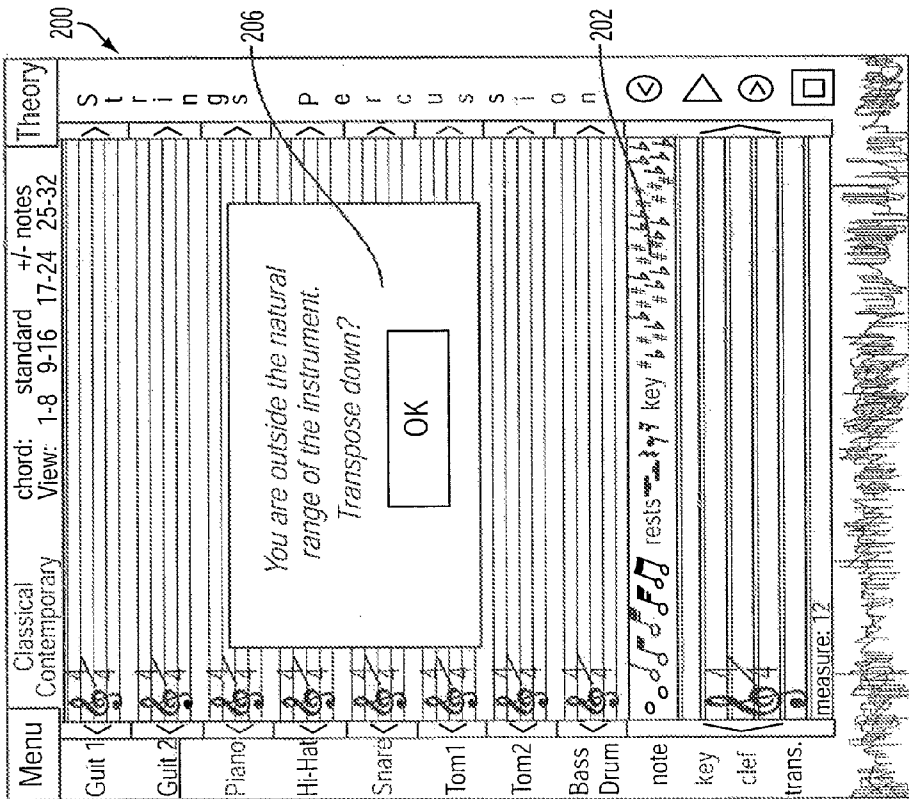 200
206
202
Menu
Classical
Contemporary
chord: standard +/- notes
View: 1-8 9-16 17-24 25-32
Theory
Guit 1
Guit 2
Piano
Hi-Hat
Snare
Tom1
Tom2
Bass
Drum
Strings Percussion
You are outside the natural
range of the instrument.
Transpose down?
OK
note
rests
key
key
clef
trans.
measure: 12